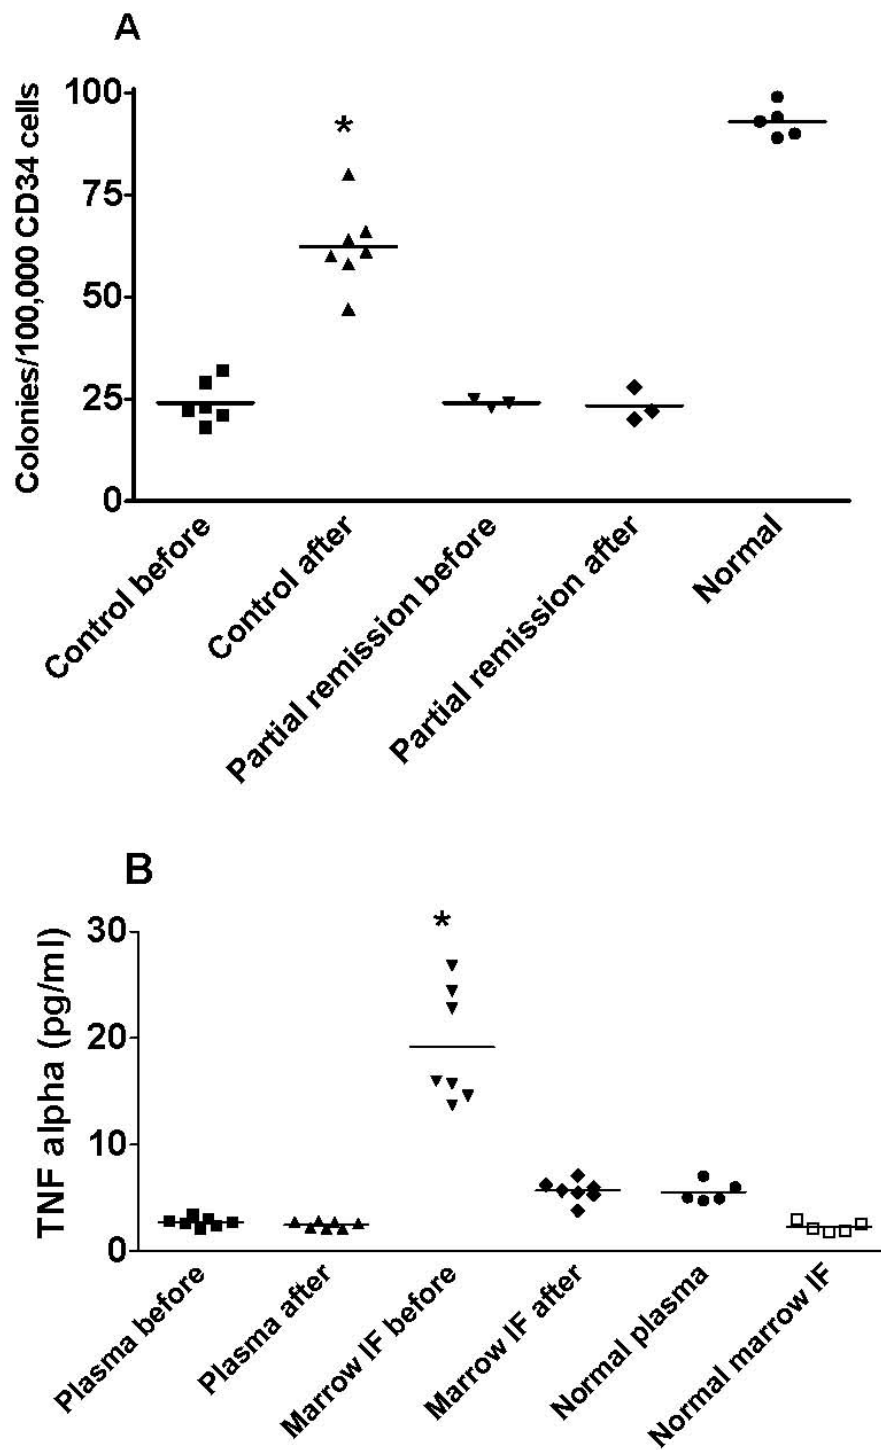 A
Colonies/100,000 CD34 cells
100
75
50
25
0
*
Control before
Control after
Partial remission before
Partial remission after
Normal
B
TNF alpha (pg/ml)
30
20
10
0
*
Plasma before
Plasma after
Marrow IF before
Marrow IF after
Normal plasma
Normal marrow IF